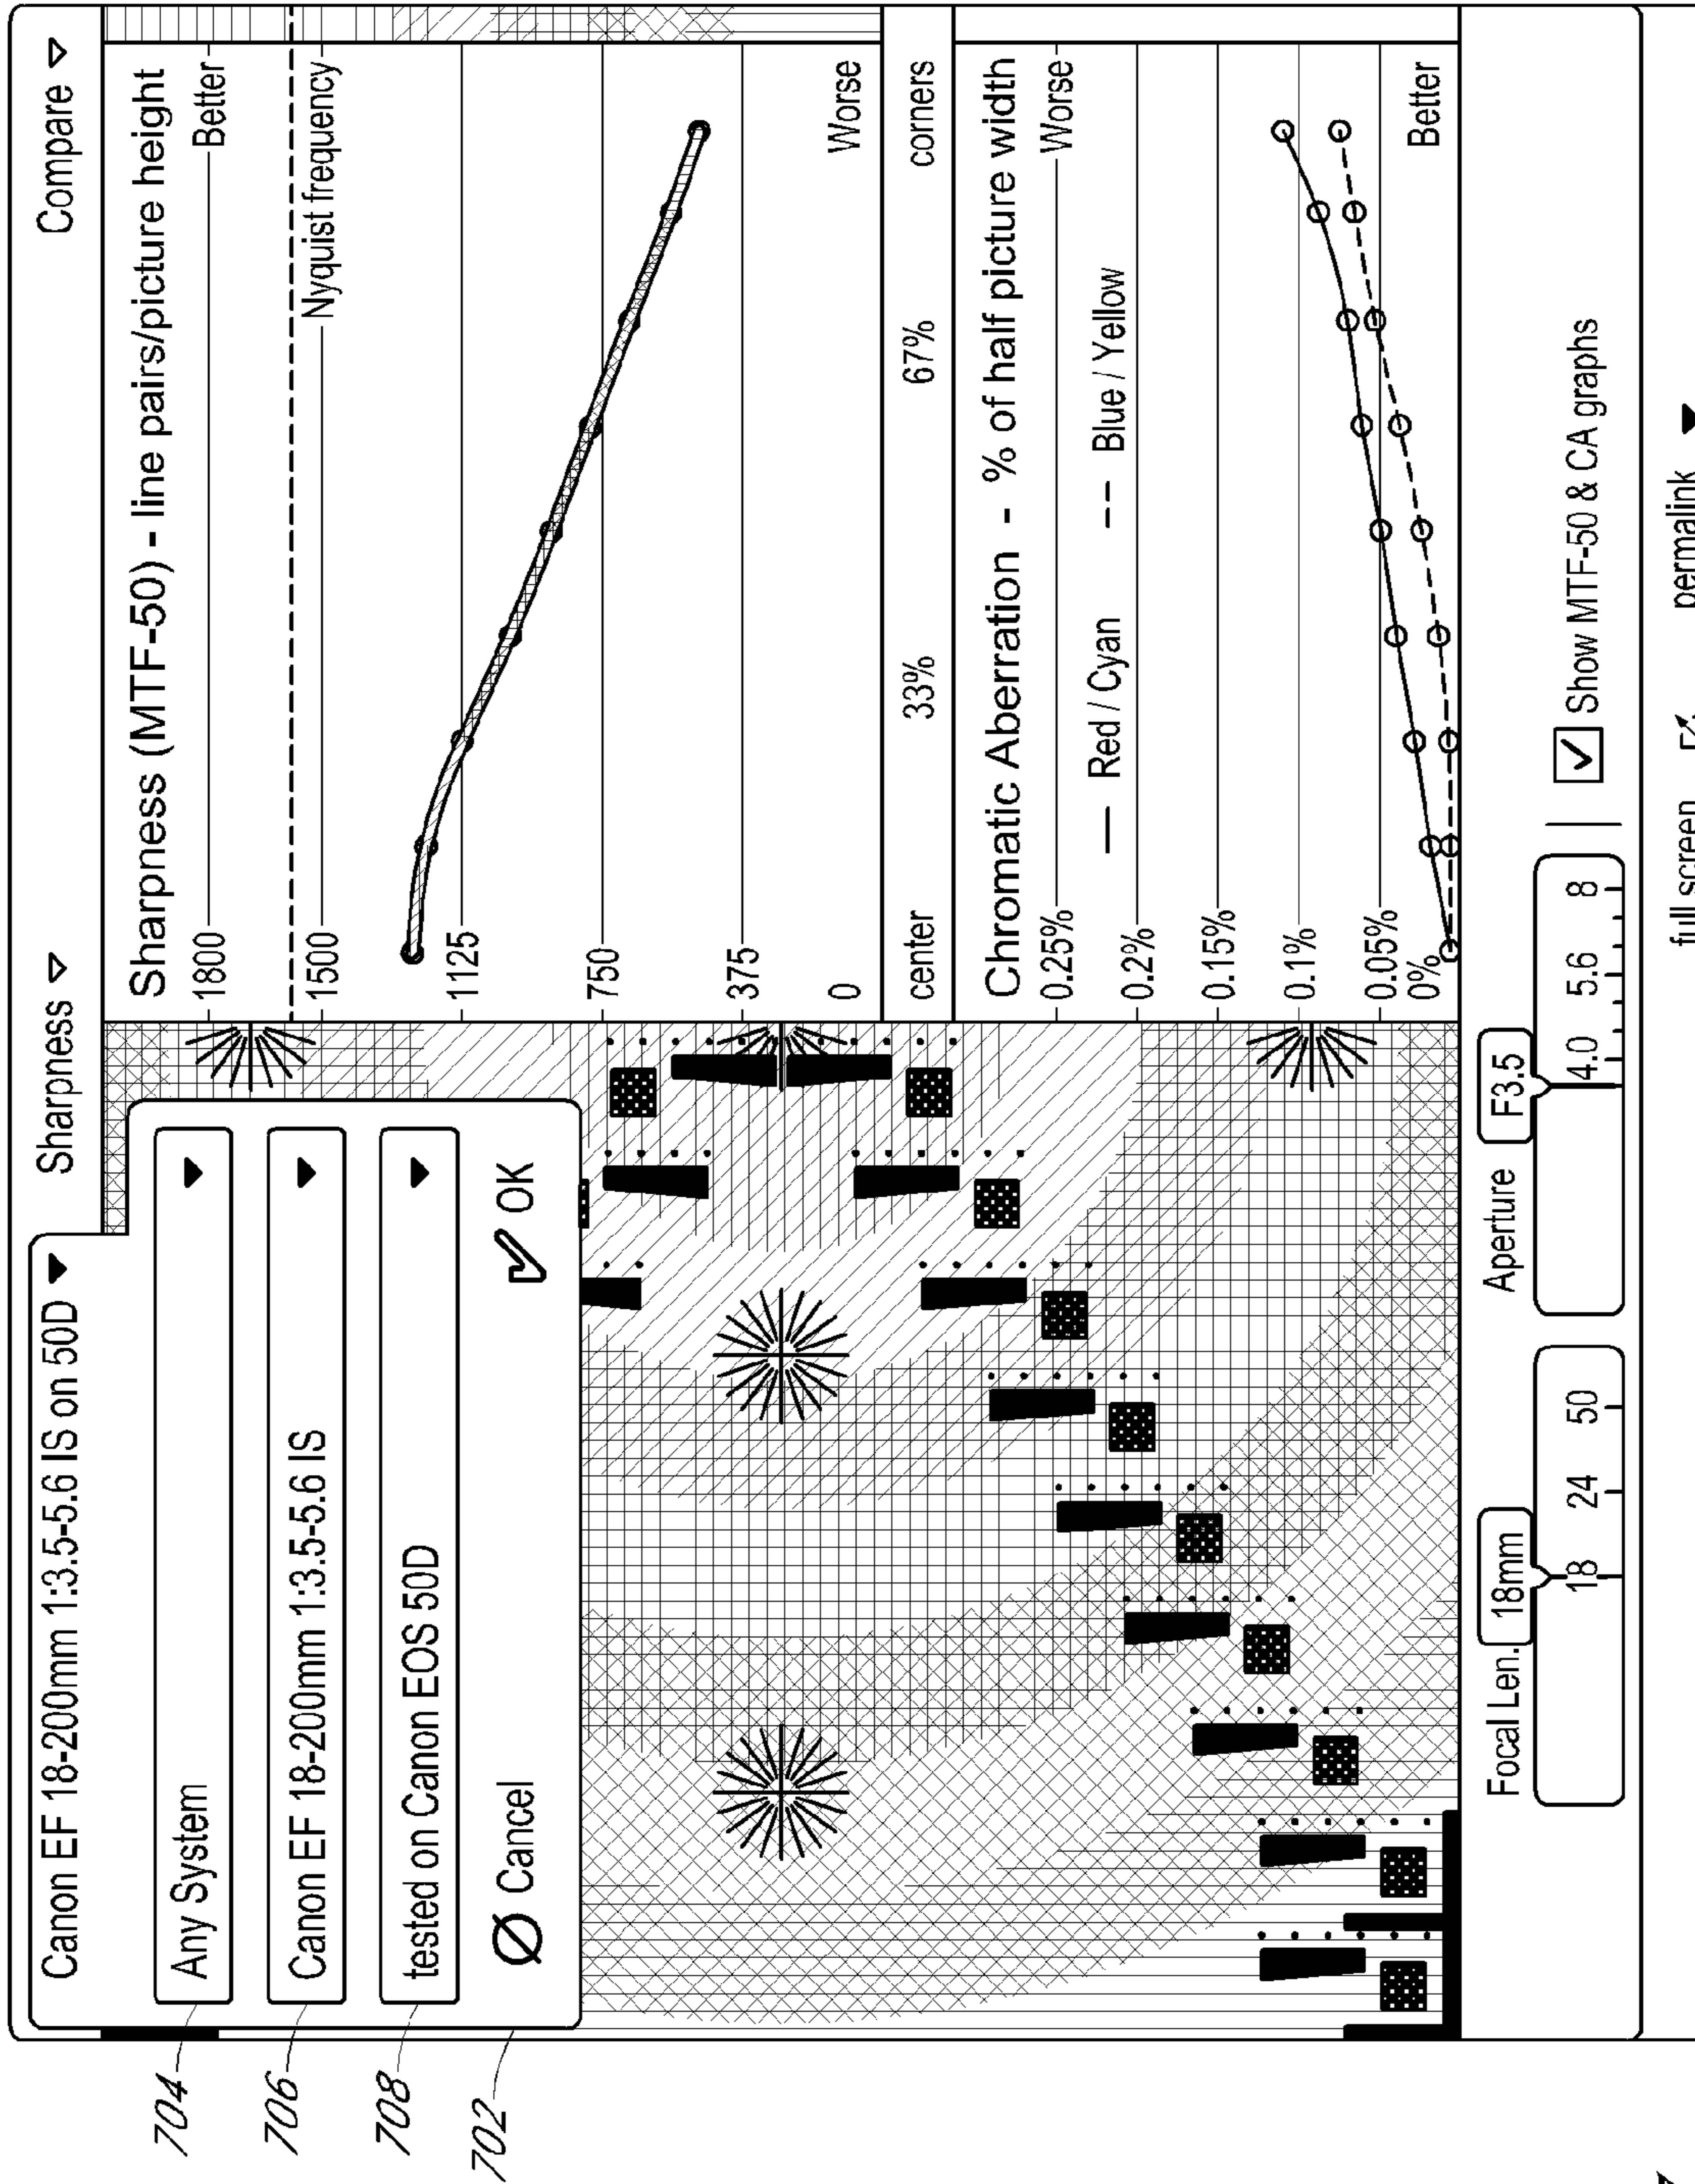 Canon EF 18-200mm 1:3.5-5.6 IS on 50D
Sharpness
Compare
704
Any System
706
Canon EF 18-200mm 1:3.5-5.6 IS
708
tested on Canon EOS 50D
702
Cancel
OK
Sharpness (MTF-50) - line pairs/picture height
1800
Better
1500
Nyquist frequency
1125
750
375
0
Worse
center
33%
67%
corners
Chromatic Aberration - % of half picture width
0.25%
Worse
Red / Cyan
Blue / Yellow
0.2%
0.15%
0.1%
0.05%
0%
Better
Focal Len.
18mm
18
24
50
Aperture
F3.5
4.0
5.6
8
Show MTF-50 & CA graphs
full screen
permalink